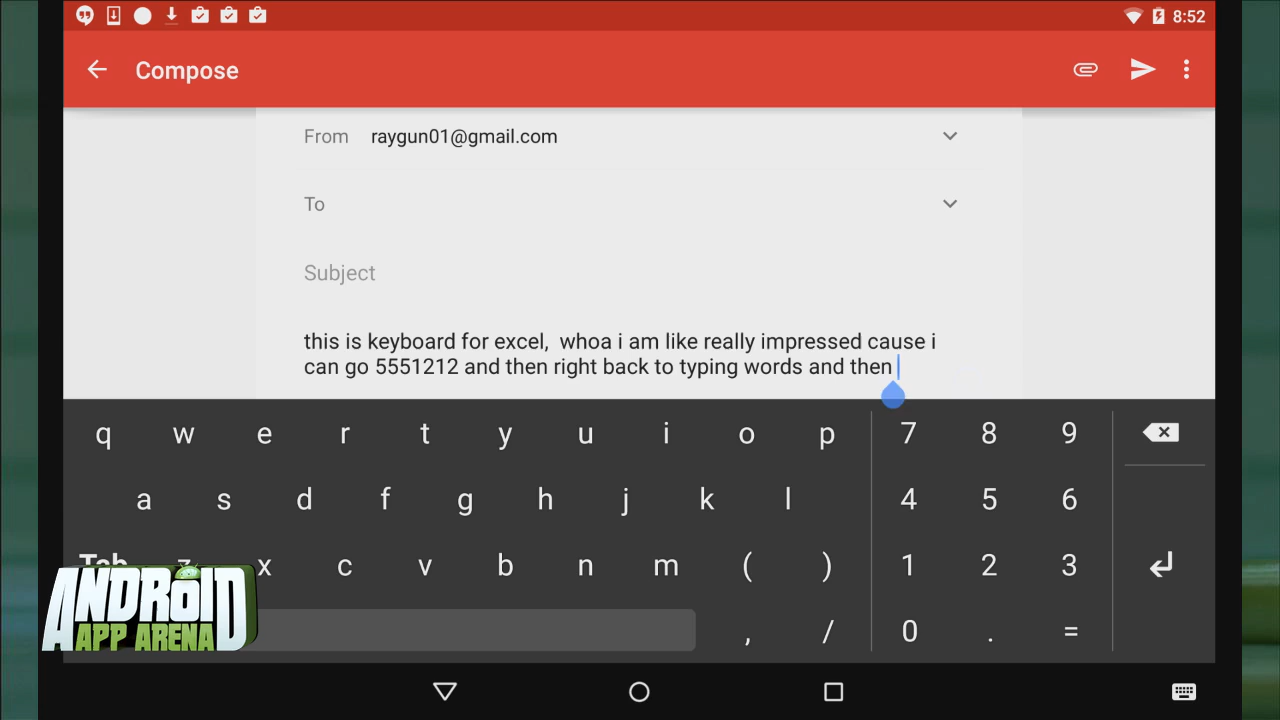 8:52
Compose
From raygun01@gmail.com
To
Subject
this is keyboard for excel,  whoa i am like really impressed cause i
can go 5551212 and then right back to typing words and then
q w e r t y u i o p 7 8 9
a s d f g h j k l 4 5 6
Tab z x c v b n m ( ) 1 2 3
, / 0 . =
ANDROID
APP ARENA